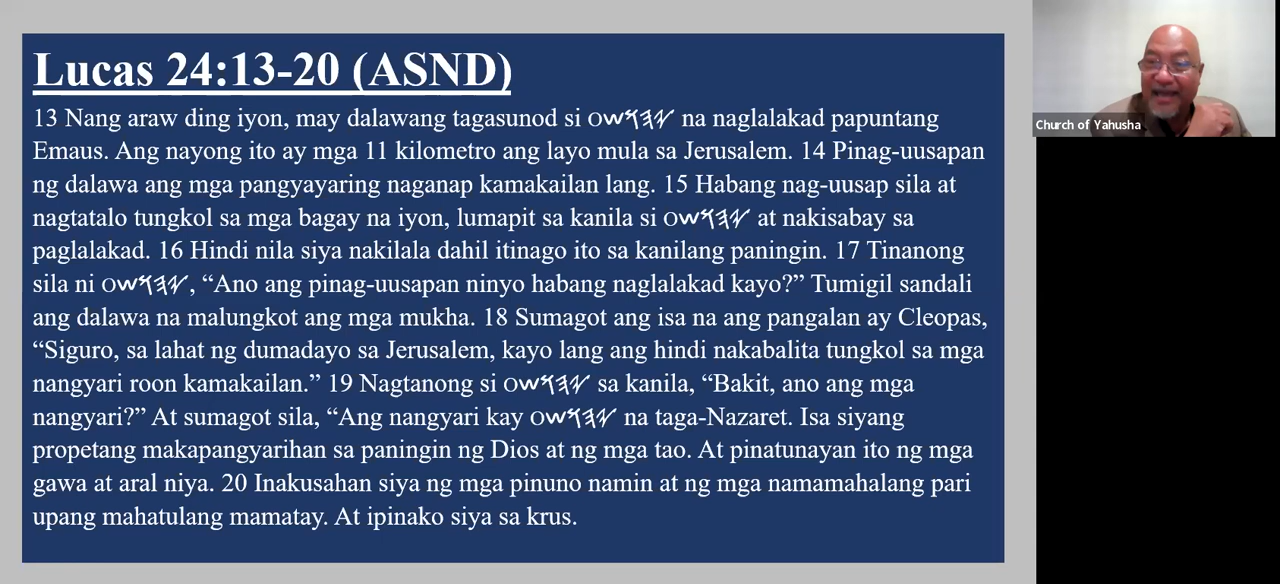 Lucas 24:13-20 (ASND)
13 Nang araw ding iyon, may dalawang tagasunod si 𐤉𐤄𐤅𐤔𐤏 na naglalakad papuntang
Emaus. Ang nayong ito ay mga 11 kilometro ang layo mula sa Jerusalem. 14 Pinag-uusapan
ng dalawa ang mga pangyayaring naganap kamakailan lang. 15 Habang nag-uusap sila at
nagtatalo tungkol sa mga bagay na iyon, lumapit sa kanila si 𐤉𐤄𐤅𐤔𐤏 at nakisabay sa
paglalakad. 16 Hindi nila siya nakilala dahil itinago ito sa kanilang paningin. 17 Tinanong
sila ni 𐤉𐤄𐤅𐤔𐤏, “Ano ang pinag-uusapan ninyo habang naglalakad kayo?” Tumigil sandali
ang dalawa na malungkot ang mga mukha. 18 Sumagot ang isa na ang pangalan ay Cleopas,
“Siguro, sa lahat ng dumadayo sa Jerusalem, kayo lang ang hindi nakabalita tungkol sa mga
nangyari roon kamakailan.” 19 Nagtanong si 𐤉𐤄𐤅𐤔𐤏 sa kanila, “Bakit, ano ang mga
nangyari?” At sumagot sila, “Ang nangyari kay 𐤉𐤄𐤅𐤔𐤏 na taga-Nazaret. Isa siyang
propetang makapangyarihan sa paningin ng Dios at ng mga tao. At pinatunayan ito ng mga
gawa at aral niya. 20 Inakusahan siya ng mga pinuno namin at ng mga namamahalang pari
upang mahatulang mamatay. At ipinako siya sa krus.
Church of Yahusha